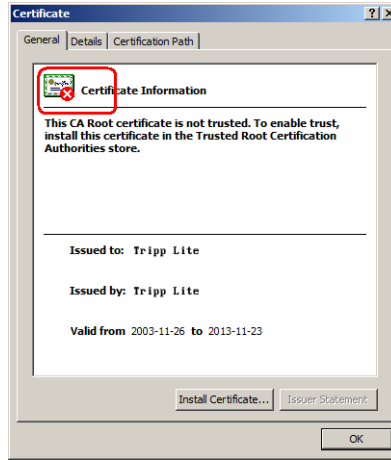 Certificate
General Details Certification Path
Certificate Information
This CA Root certificate is not trusted. To enable trust,
install this certificate in the Trusted Root Certification
Authorities store.
Issued to: Tripp Lite
Issued by: Tripp Lite
Valid from 2003-11-26 to 2013-11-23
Install Certificate... Issuer Statement
OK